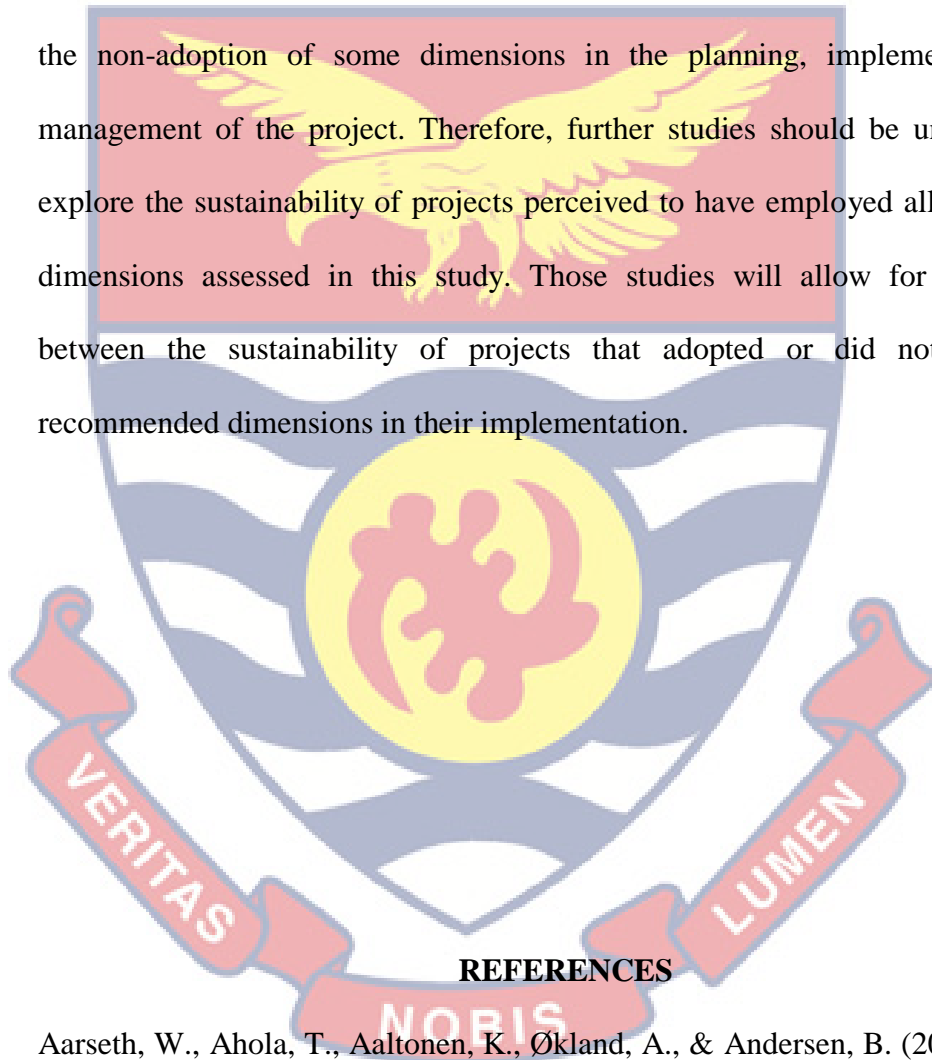 the non-adoption of some dimensions in the planning, impleme
management of the project. Therefore, further studies should be u
explore the sustainability of projects perceived to have employed all
dimensions assessed in this study. Those studies will allow for
between the sustainability of projects that adopted or did not
recommended dimensions in their implementation.
VERITAS
NOBIS
LUMEN
REFERENCES
Aarseth, W., Ahola, T., Aaltonen, K., Økland, A., & Andersen, B. (20